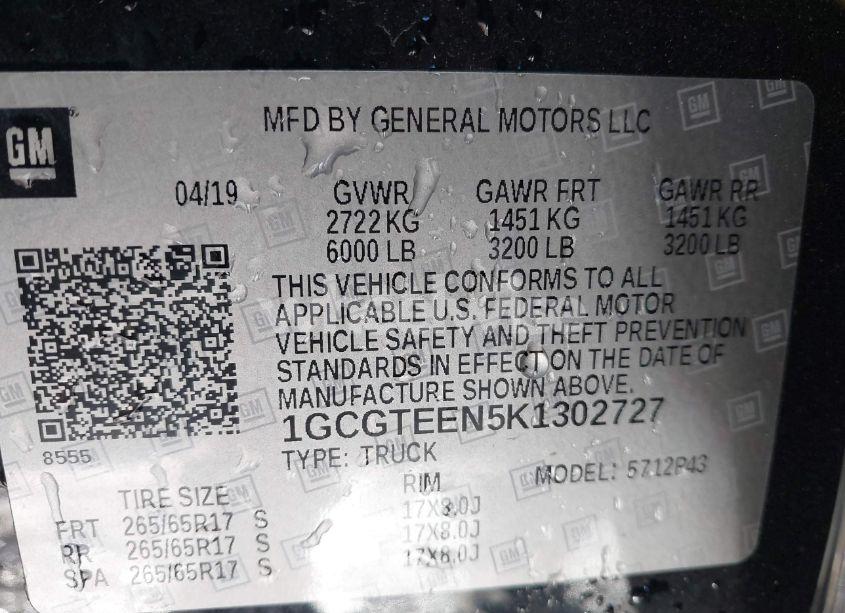 GM
MFD BY GENERAL MOTORS LLC
04/19 GVWR GAWR FRT GAWR RR
2722 KG 1451 KG 1451 KG
6000 LB 3200 LB 3200 LB
THIS VEHICLE CONFORMS TO ALL
APPLICABLE U.S. FEDERAL MOTOR
VEHICLE SAFETY AND THEFT PREVENTION
STANDARDS IN EFFECT ON THE DATE OF
MANUFACTURE SHOWN ABOVE.
1GCGTEEN5K1302727
8555 TYPE: TRUCK MODEL: 5712P43
TIRE SIZE RIM
FRT 265/65R17 S 17X8.0J
RR 265/65R17 S 17X8.0J
SPA 265/65R17 S 17X8.0J